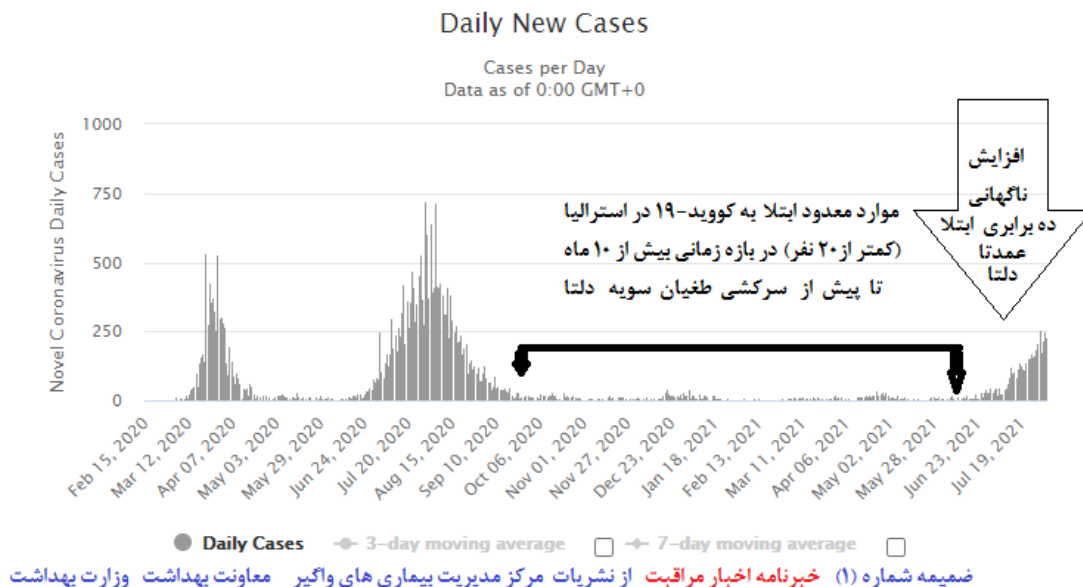 Daily New Cases
Cases per Day
Data as of 0:00 GMT+0
Novel Coronavirus Daily Cases
1000
750
500
250
0
افزایش
ناگهانی
ده برابری ابتلا
عمدتا
دلتا
موارد معدود ابتلا به کووید-۱۹ در استرالیا
(کمتر از ۲۰ نفر) در بازه زمانی بیش از ۱۰ ماه
تا پیش از سرکشی طغیان سویه دلتا
Feb 15, 2020
Mar 12, 2020
Apr 07, 2020
May 03, 2020
May 29, 2020
Jun 24, 2020
Jul 20, 2020
Aug 15, 2020
Sep 10, 2020
Oct 06, 2020
Nov 01, 2020
Nov 27, 2020
Dec 23, 2020
Jan 18, 2021
Feb 13, 2021
Mar 11, 2021
Apr 06, 2021
May 02, 2021
May 28, 2021
Jun 23, 2021
Jul 19, 2021
Daily Cases
3-day moving average
7-day moving average
ضمیمه شماره (۱) خبرنامه اخبار مراقبت از نشریات مرکز مدیریت بیماری های واگیر معاونت بهداشت وزارت بهداشت